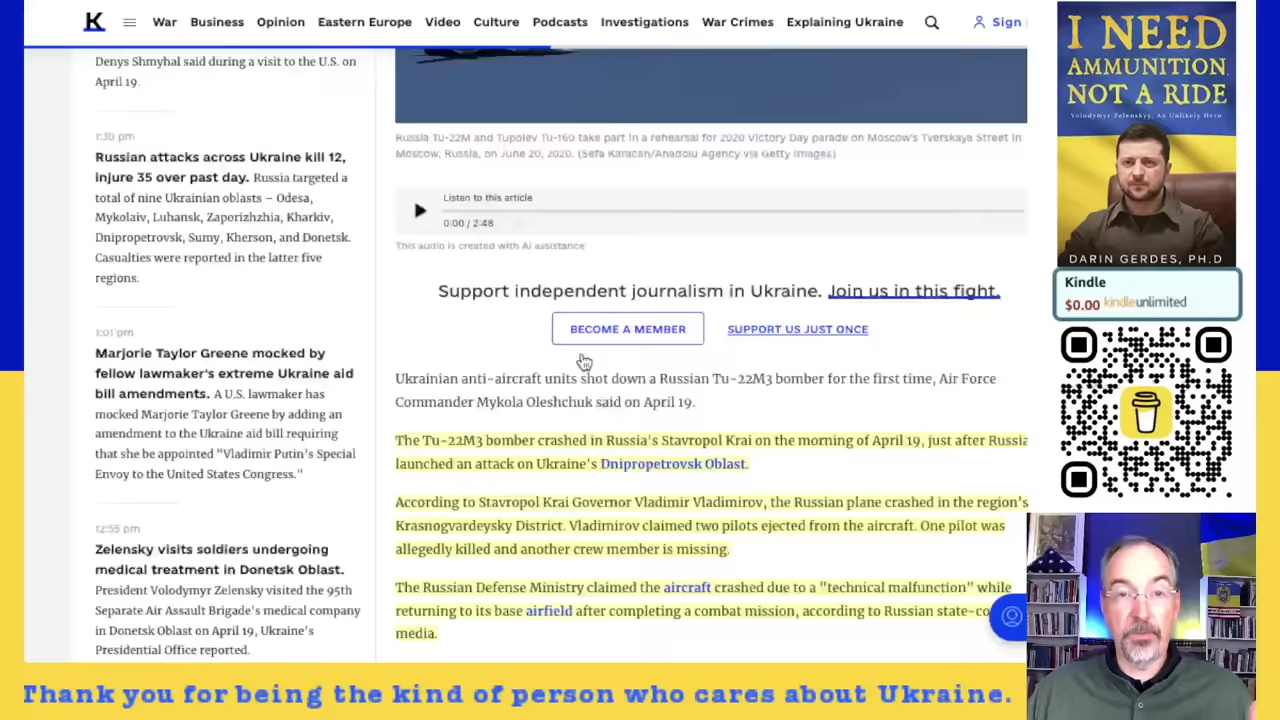 K War Business Opinion Eastern Europe Video Culture Podcasts Investigations War Crimes Explaining Ukraine Sign
Denys Shmyhal said during a visit to the U.S. on
April 19.
1:30 pm
Russian attacks across Ukraine kill 12,
injure 35 over past day. Russia targeted a
total of nine Ukrainian oblasts – Odesa,
Mykolaiv, Luhansk, Zaporizhzhia, Kharkiv,
Dnipropetrovsk, Sumy, Kherson, and Donetsk.
Casualties were reported in the latter five
regions.
1:01 pm
Marjorie Taylor Greene mocked by
fellow lawmaker's extreme Ukraine aid
bill amendments. A U.S. lawmaker has
mocked Marjorie Taylor Greene by adding an
amendment to the Ukraine aid bill requiring
that she be appointed “Vladimir Putin's Special
Envoy to the United States Congress.”
12:55 pm
Zelensky visits soldiers undergoing
medical treatment in Donetsk Oblast.
President Volodymyr Zelensky visited the 95th
Separate Air Assault Brigade's medical company
in Donetsk Oblast on April 19, Ukraine's
Presidential Office reported.
Russia Tu-22M and Tupolev Tu-160 take part in a rehearsal for 2020 Victory Day parade on Moscow's Tverskaya Street in
Moscow, Russia, on June 20, 2020. (Sefa Karacan/Anadolu Agency via Getty Images)
Listen to this article
0:00 / 2:48
This audio is created with AI assistance
Support independent journalism in Ukraine. Join us in this fight.
BECOME A MEMBER SUPPORT US JUST ONCE
Ukrainian anti-aircraft units shot down a Russian Tu-22M3 bomber for the first time, Air Force
Commander Mykola Oleshchuk said on April 19.
The Tu-22M3 bomber crashed in Russia's Stavropol Krai on the morning of April 19, just after Russia
launched an attack on Ukraine's Dnipropetrovsk Oblast.
According to Stavropol Krai Governor Vladimir Vladimirov, the Russian plane crashed in the region's
Krasnogvardeysky District. Vladimirov claimed two pilots ejected from the aircraft. One pilot was
allegedly killed and another crew member is missing.
The Russian Defense Ministry claimed the aircraft crashed due to a "technical malfunction" while
returning to its base airfield after completing a combat mission, according to Russian state-co
media.
I NEED
AMMUNITION,
NOT A RIDE
Volodymyr Zelenskyy, An Unlikely Hero
DARIN GERDES, PH.D
Kindle
$0.00 kindleunlimited
Thank you for being the kind of person who cares about Ukraine.